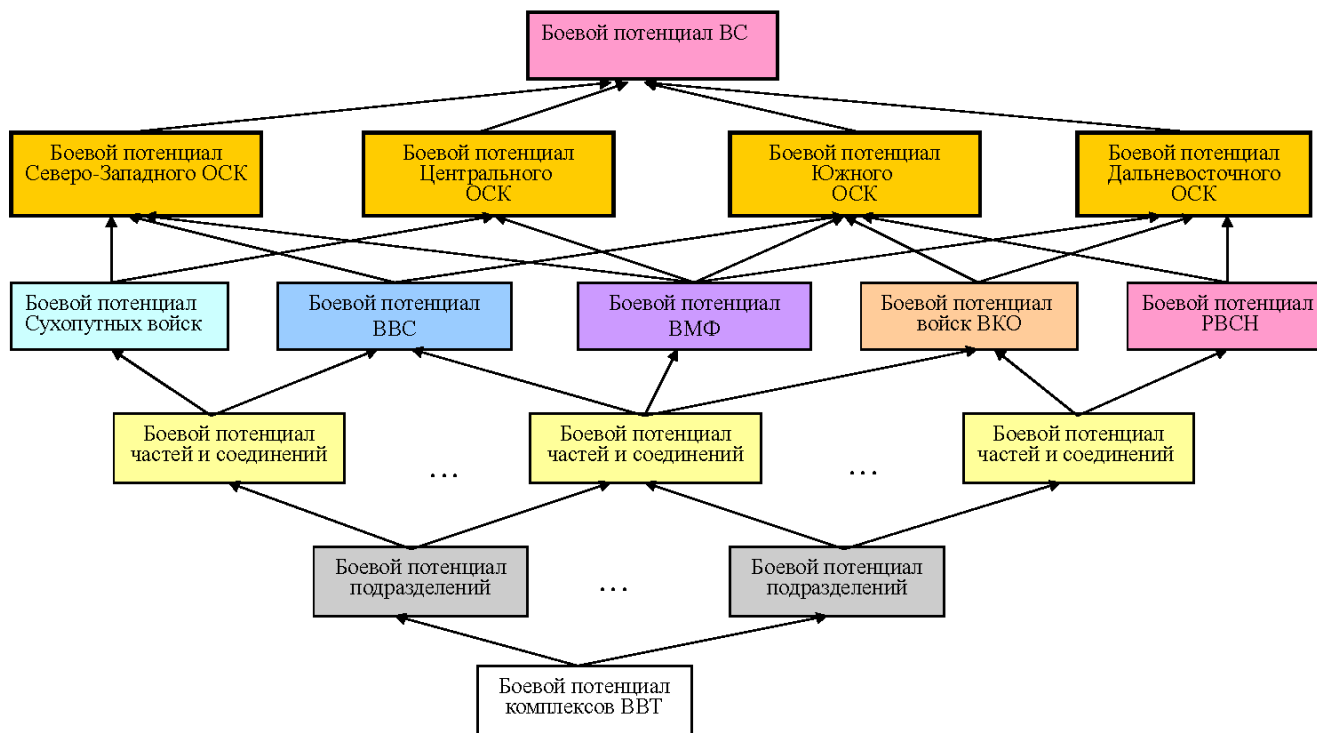 Боевой потенциал ВС
Боевой потенциал
Северо-Западного ОСК
Боевой потенциал
Центрального
ОСК
Боевой потенциал
Южного
ОСК
Боевой потенциал
Дальневосточного
ОСК
Боевой потенциал
Сухопутных войск
Боевой потенциал
ВВС
Боевой потенциал
ВМФ
Боевой потенциал
войск ВКО
Боевой потенциал
РВСН
Боевой потенциал
частей и соединений
...
Боевой потенциал
частей и соединений
...
Боевой потенциал
частей и соединений
Боевой потенциал
подразделений
...
Боевой потенциал
подразделений
Боевой потенциал
комплексов ВВТ